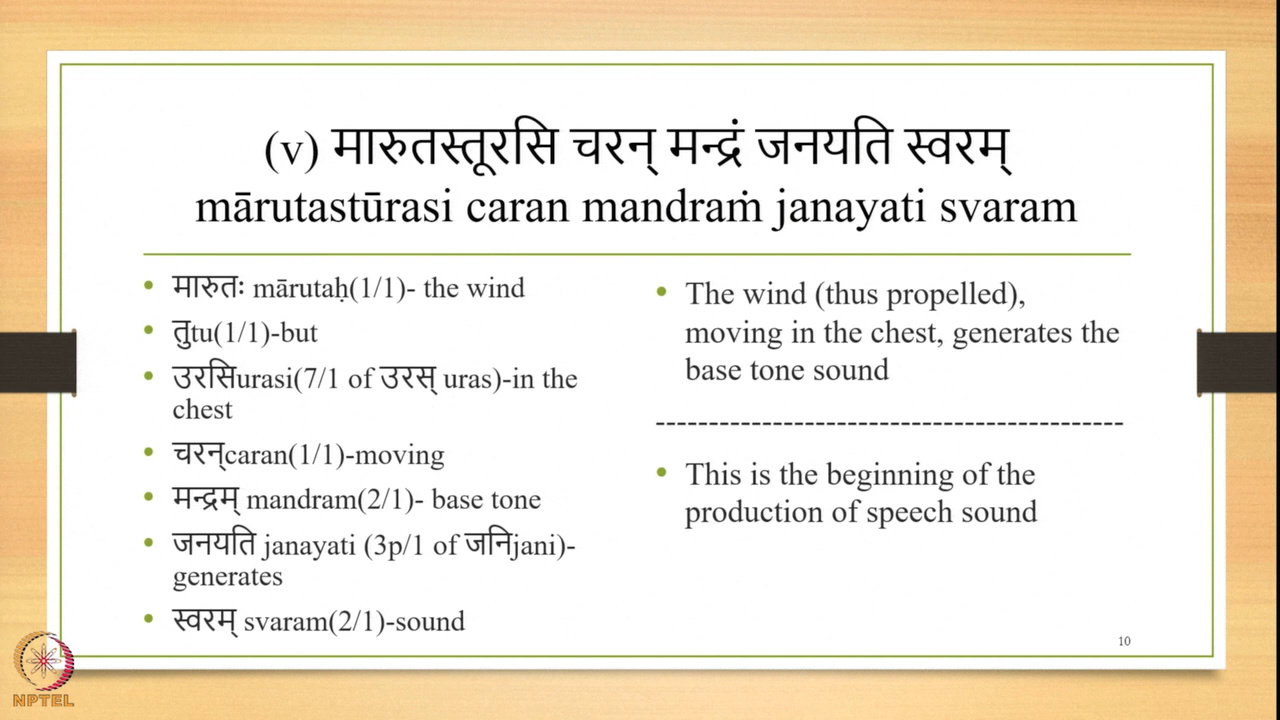 (v) मारुतस्तूरसि चरन् मन्द्रं जनयति स्वरम्
mārutastūrasi caran mandraṁ janayati svaram
• मारुतः mārutaḥ(1/1)- the wind
• तुtu(1/1)-but
• उरसिurasi(7/1 of उरस् uras)-in the
chest
• चरन्caran(1/1)-moving
• मन्द्रम् mandram(2/1)- base tone
• जनयति janayati (3p/1 of जनिjani)-
generates
• स्वरम् svaram(2/1)-sound
• The wind (thus propelled),
moving in the chest, generates the
base tone sound
--------------------------------------------
• This is the beginning of the
production of speech sound
10
NPTEL